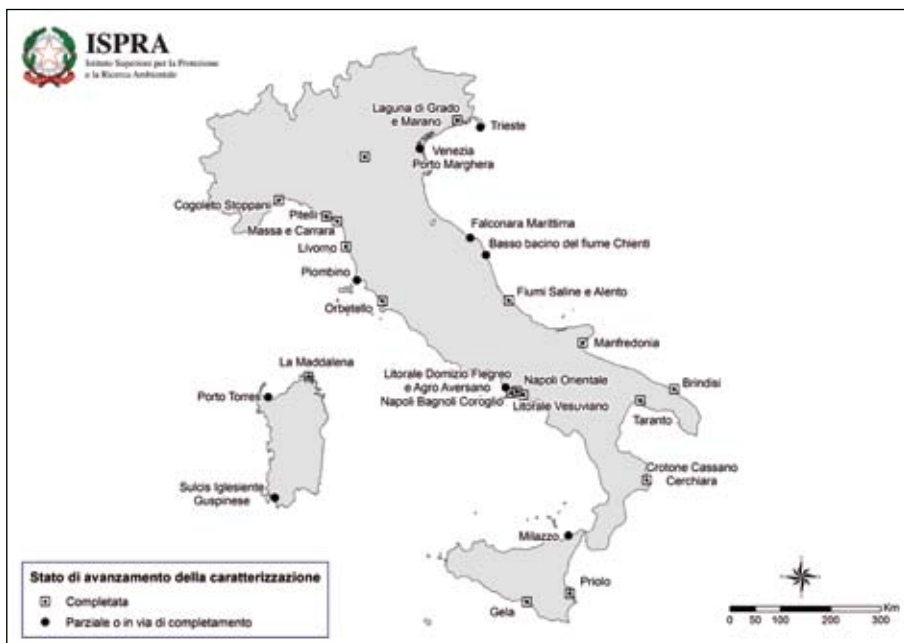 ISPRA
Istituto Superiore per la Protezione
e la Ricerca Ambientale
Laguna di Grado
e Marano
Trieste
Venezia
Porto Marghera
Cogoleto Stoppani
Pitelli
Massa e Carrara
Livorno
Piombino
Orbetello
Falconara Marittima
Basso bacino del fiume Chienti
Fiumi Saline e Alento
Manfredonia
La Maddalena
Porto Torres
Litorale Domizio Flegreo
e Agro Aversano
Napoli Bagnoli Coroglio
Napoli Orientale
Litorale Vesuviano
Brindisi
Taranto
Crotone Cassano
Cerchiara
Sulcis Iglesiente
Guspinese
Milazzo
Priolo
Gela
Stato di avanzamento della caratterizzazione
Completata
Parziale o in via di completamento
Km
0 50 100 200 300